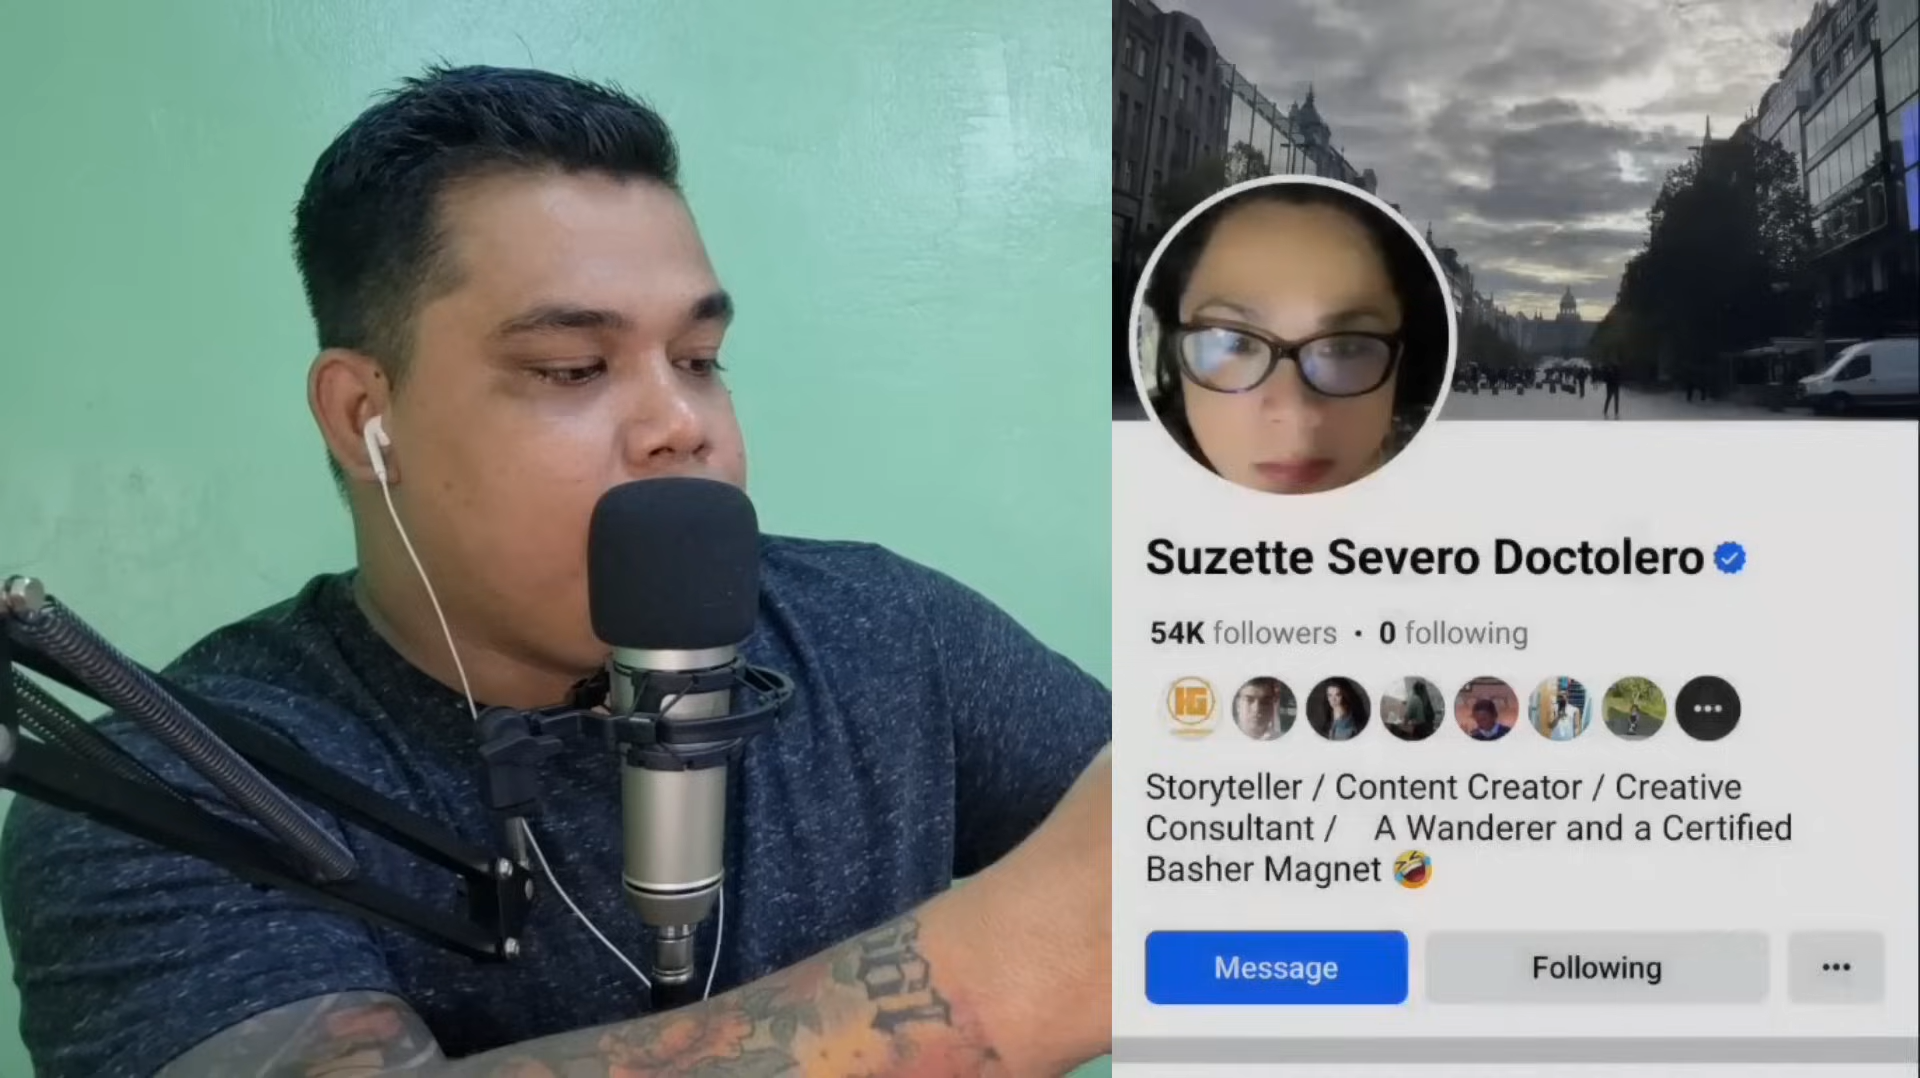 Suzette Severo Doctolero
54K followers · 0 following
HG
Storyteller / Content Creator / Creative
Consultant / A Wanderer and a Certified
Basher Magnet 🤣
Message
Following